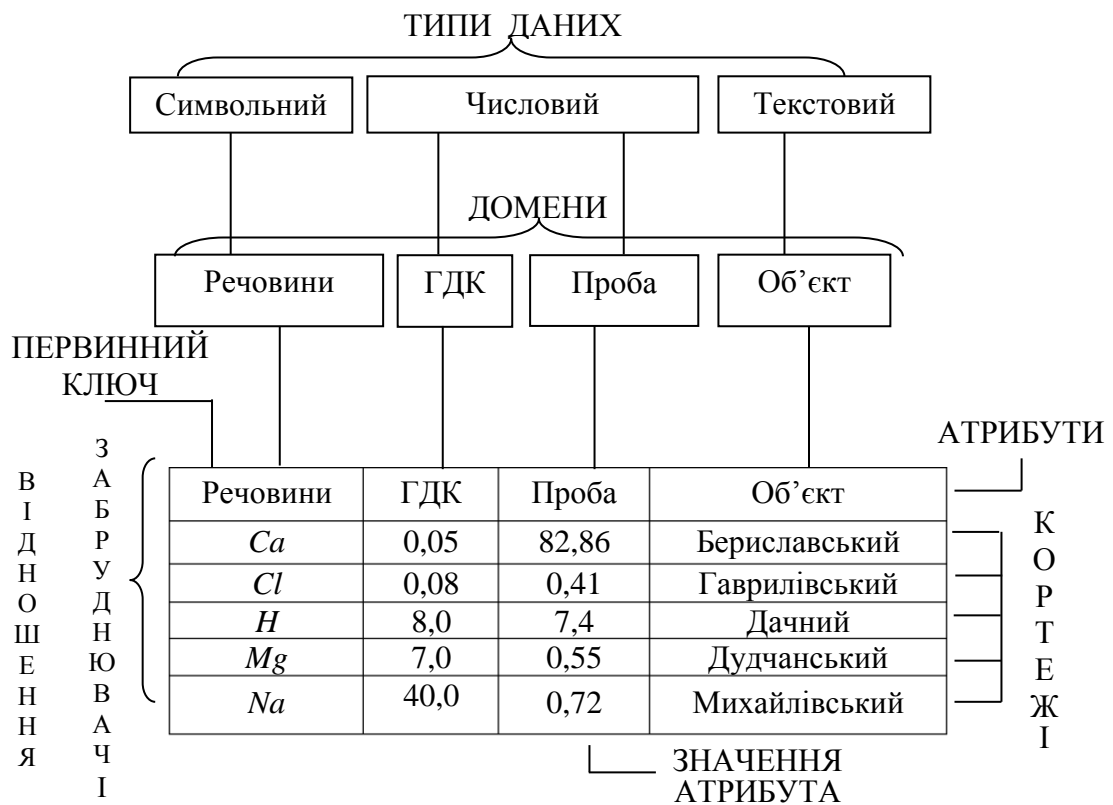 ТИПИ ДАНИХ
Символьний Числовий Текстовий
ДОМЕНИ
Речовини ГДК Проба Об’єкт
ПЕРВИННИЙ
КЛЮЧ
АТРИБУТИ
ВІДНОШЕННЯ
ЗАБРУДНЮВАЧІ
Речовини ГДК Проба Об’єкт
Ca 0,05 82,86 Бериславський
Cl 0,08 0,41 Гаврилівський
H 8,0 7,4 Дачний
Mg 7,0 0,55 Дудчанський
Na 40,0 0,72 Михайлівський
КОРТЕЖІ
ЗНАЧЕННЯ
АТРИБУТА